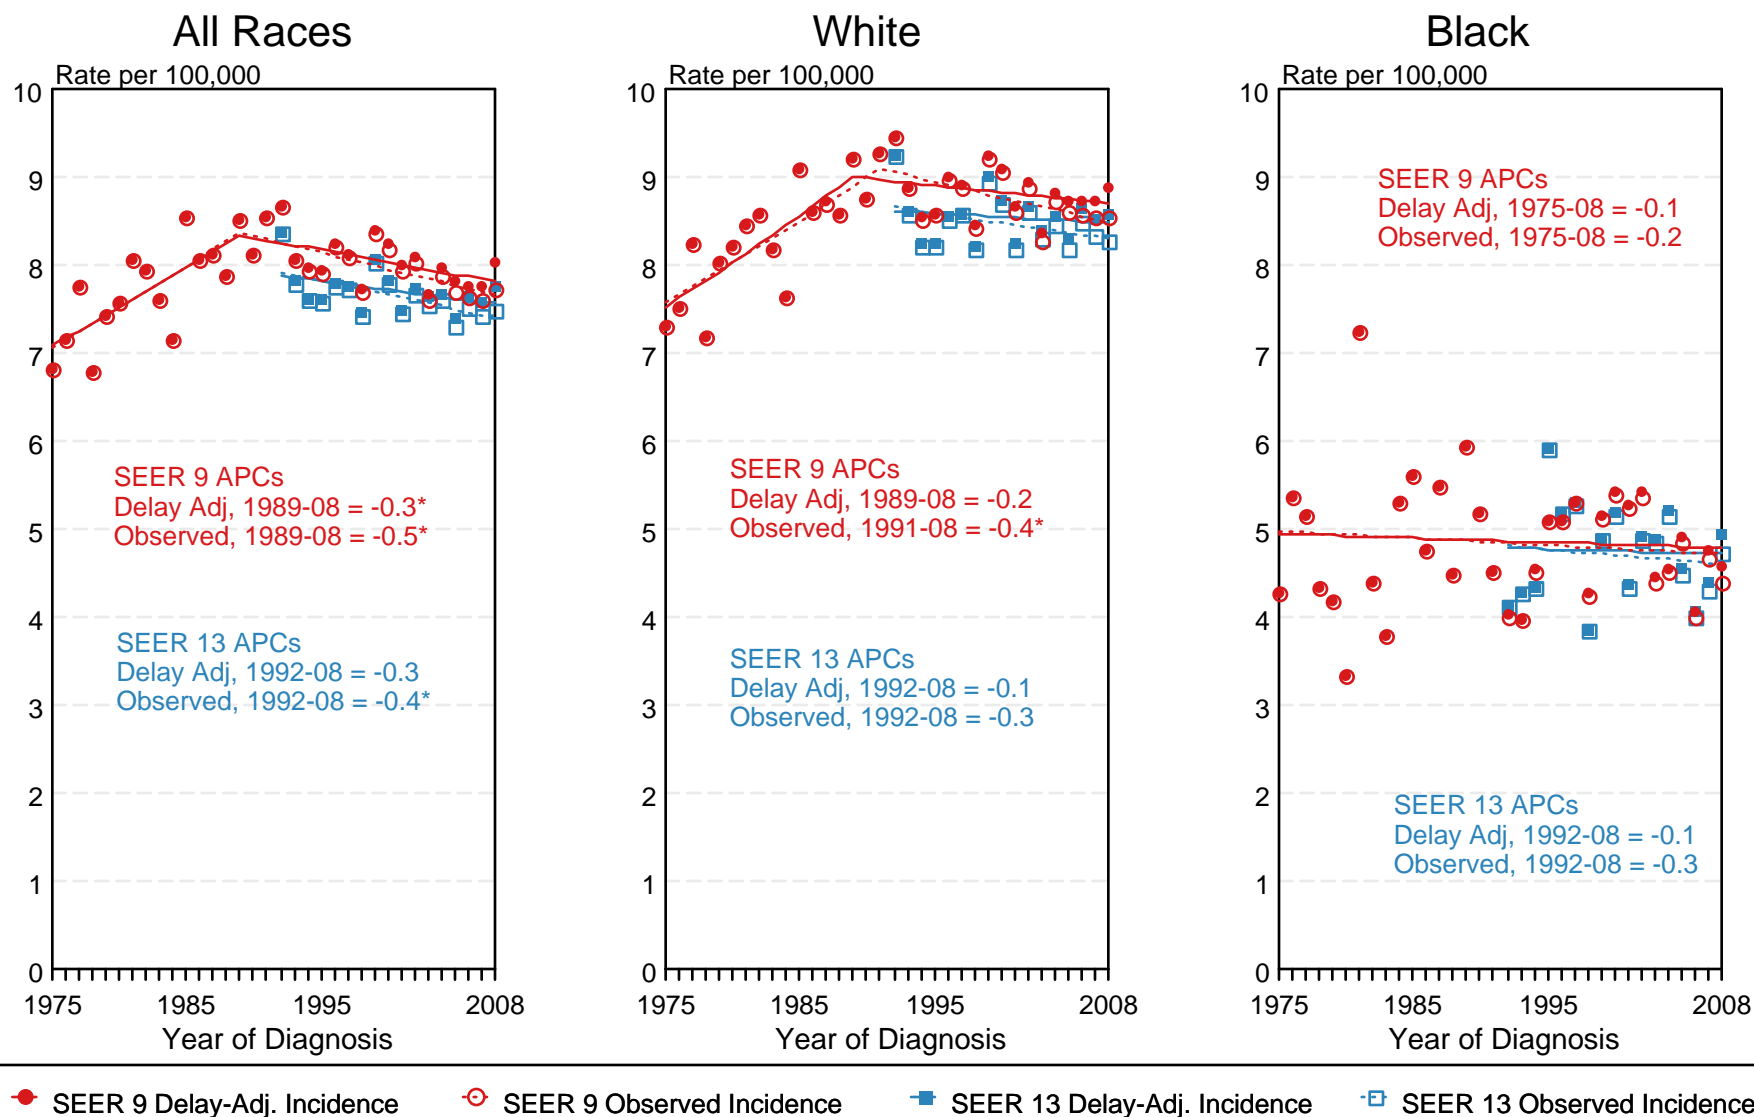 All Races
White
Black
Rate per 100,000
Rate per 100,000
Rate per 100,000
10
9
8
7
6
5
4
3
2
1
0
SEER 9 APCs
Delay Adj, 1989-08 = -0.3*
Observed, 1989-08 = -0.5*
SEER 13 APCs
Delay Adj, 1992-08 = -0.3
Observed, 1992-08 = -0.4*
1975 1985 1995 2008
Year of Diagnosis
10
9
8
7
6
5
4
3
2
1
0
SEER 9 APCs
Delay Adj, 1989-08 = -0.2
Observed, 1991-08 = -0.4*
SEER 13 APCs
Delay Adj, 1992-08 = -0.1
Observed, 1992-08 = -0.3
1975 1985 1995 2008
Year of Diagnosis
10
9
8
7
6
5
4
3
2
1
0
SEER 9 APCs
Delay Adj, 1975-08 = -0.1
Observed, 1975-08 = -0.2
SEER 13 APCs
Delay Adj, 1992-08 = -0.1
Observed, 1992-08 = -0.3
1975 1985 1995 2008
Year of Diagnosis
SEER 9 Delay-Adj. Incidence
SEER 9 Observed Incidence
SEER 13 Delay-Adj. Incidence
SEER 13 Observed Incidence